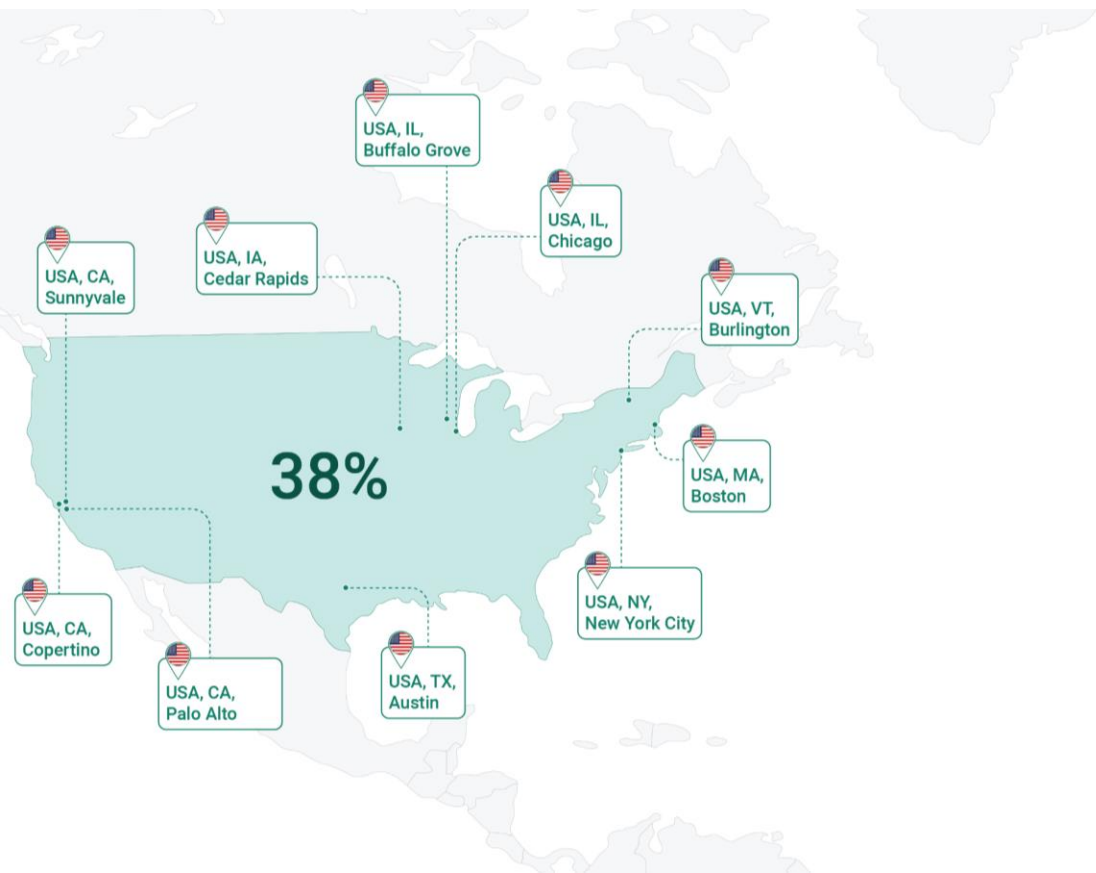 USA, IL,
Buffalo Grove
USA, IL,
Chicago
USA, IA,
Cedar Rapids
USA, CA,
Sunnyvale
USA, VT,
Burlington
38%
USA, MA,
Boston
USA, NY,
New York City
USA, CA,
Copertino
USA, CA,
Palo Alto
USA, TX,
Austin